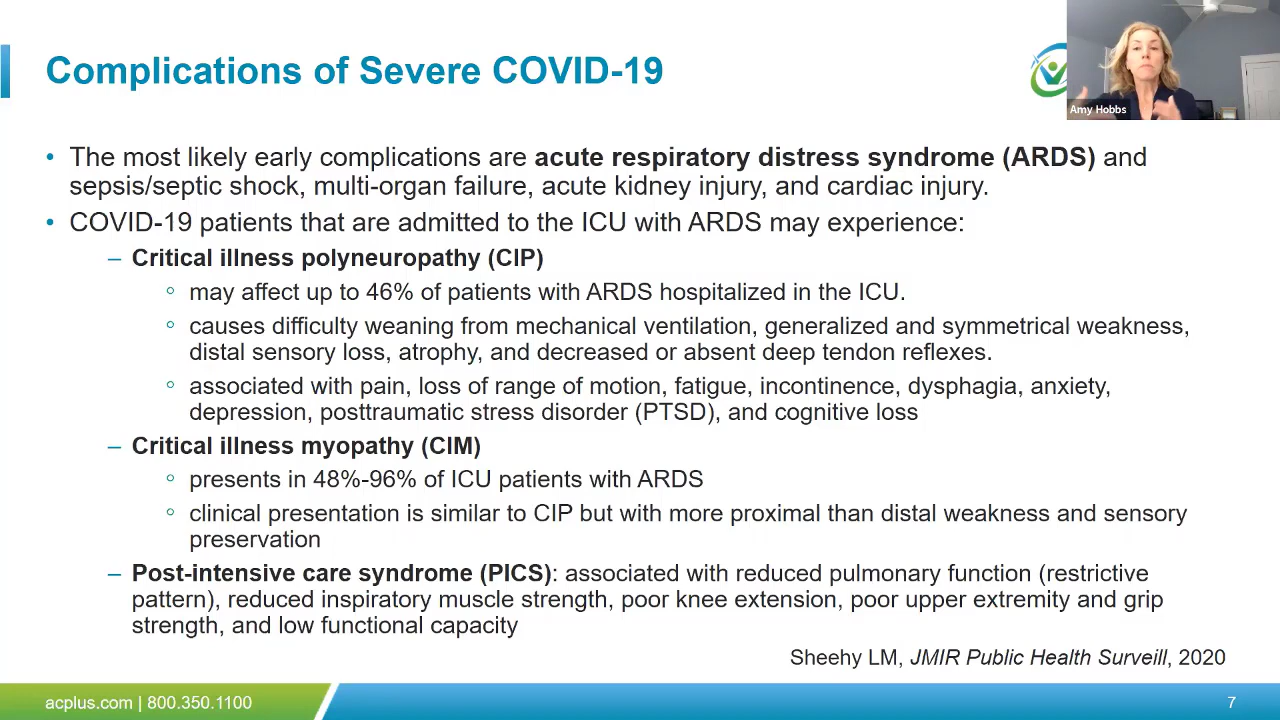 Complications of Severe COVID-19
Amy Hobbs
• The most likely early complications are acute respiratory distress syndrome (ARDS) and
sepsis/septic shock, multi-organ failure, acute kidney injury, and cardiac injury.
• COVID-19 patients that are admitted to the ICU with ARDS may experience:
– Critical illness polyneuropathy (CIP)
○ may affect up to 46% of patients with ARDS hospitalized in the ICU.
○ causes difficulty weaning from mechanical ventilation, generalized and symmetrical weakness,
distal sensory loss, atrophy, and decreased or absent deep tendon reflexes.
○ associated with pain, loss of range of motion, fatigue, incontinence, dysphagia, anxiety,
depression, posttraumatic stress disorder (PTSD), and cognitive loss
– Critical illness myopathy (CIM)
○ presents in 48%-96% of ICU patients with ARDS
○ clinical presentation is similar to CIP but with more proximal than distal weakness and sensory
preservation
– Post-intensive care syndrome (PICS): associated with reduced pulmonary function (restrictive
pattern), reduced inspiratory muscle strength, poor knee extension, poor upper extremity and grip
strength, and low functional capacity
Sheehy LM, JMIR Public Health Surveill, 2020
acplus.com | 800.350.1100
7